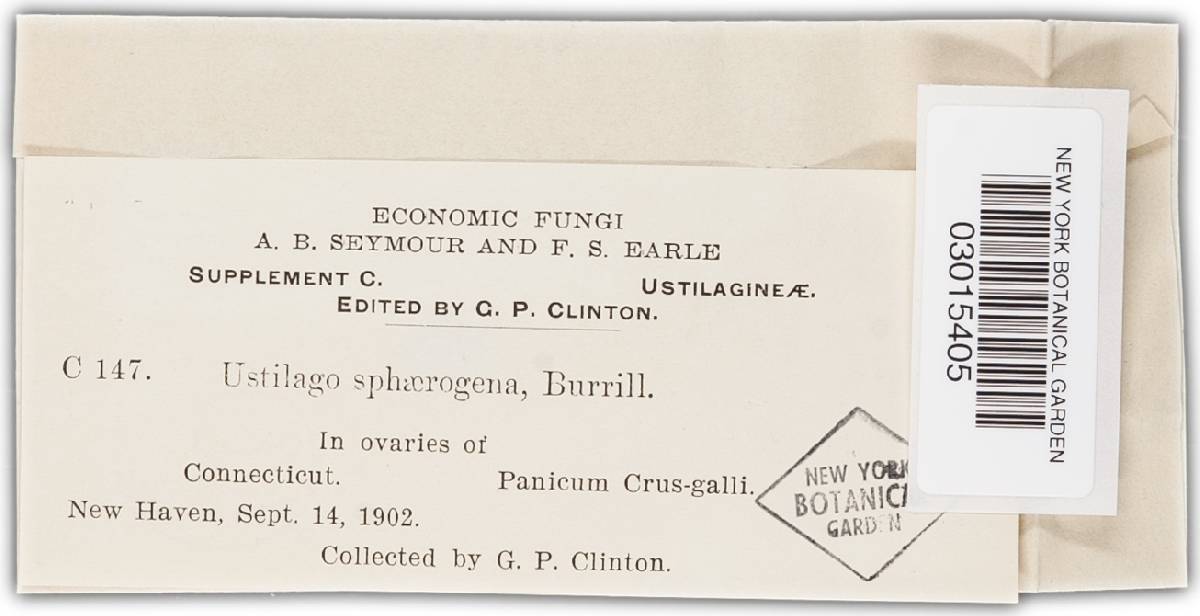 ECONOMIC FUNGI
A. B. SEYMOUR AND F. S. EARLE
SUPPLEMENT C. USTILAGINEÆ.
EDITED BY G. P. CLINTON.
C 147. Ustilago sphærogena, Burrill.
In ovaries of
Connecticut. Panicum Crus-galli.
New Haven, Sept. 14, 1902.
Collected by G. P. Clinton.
NEW YORK
BOTANICA
GARDEN
NEW YORK BOTANICAL GARDEN
03015405